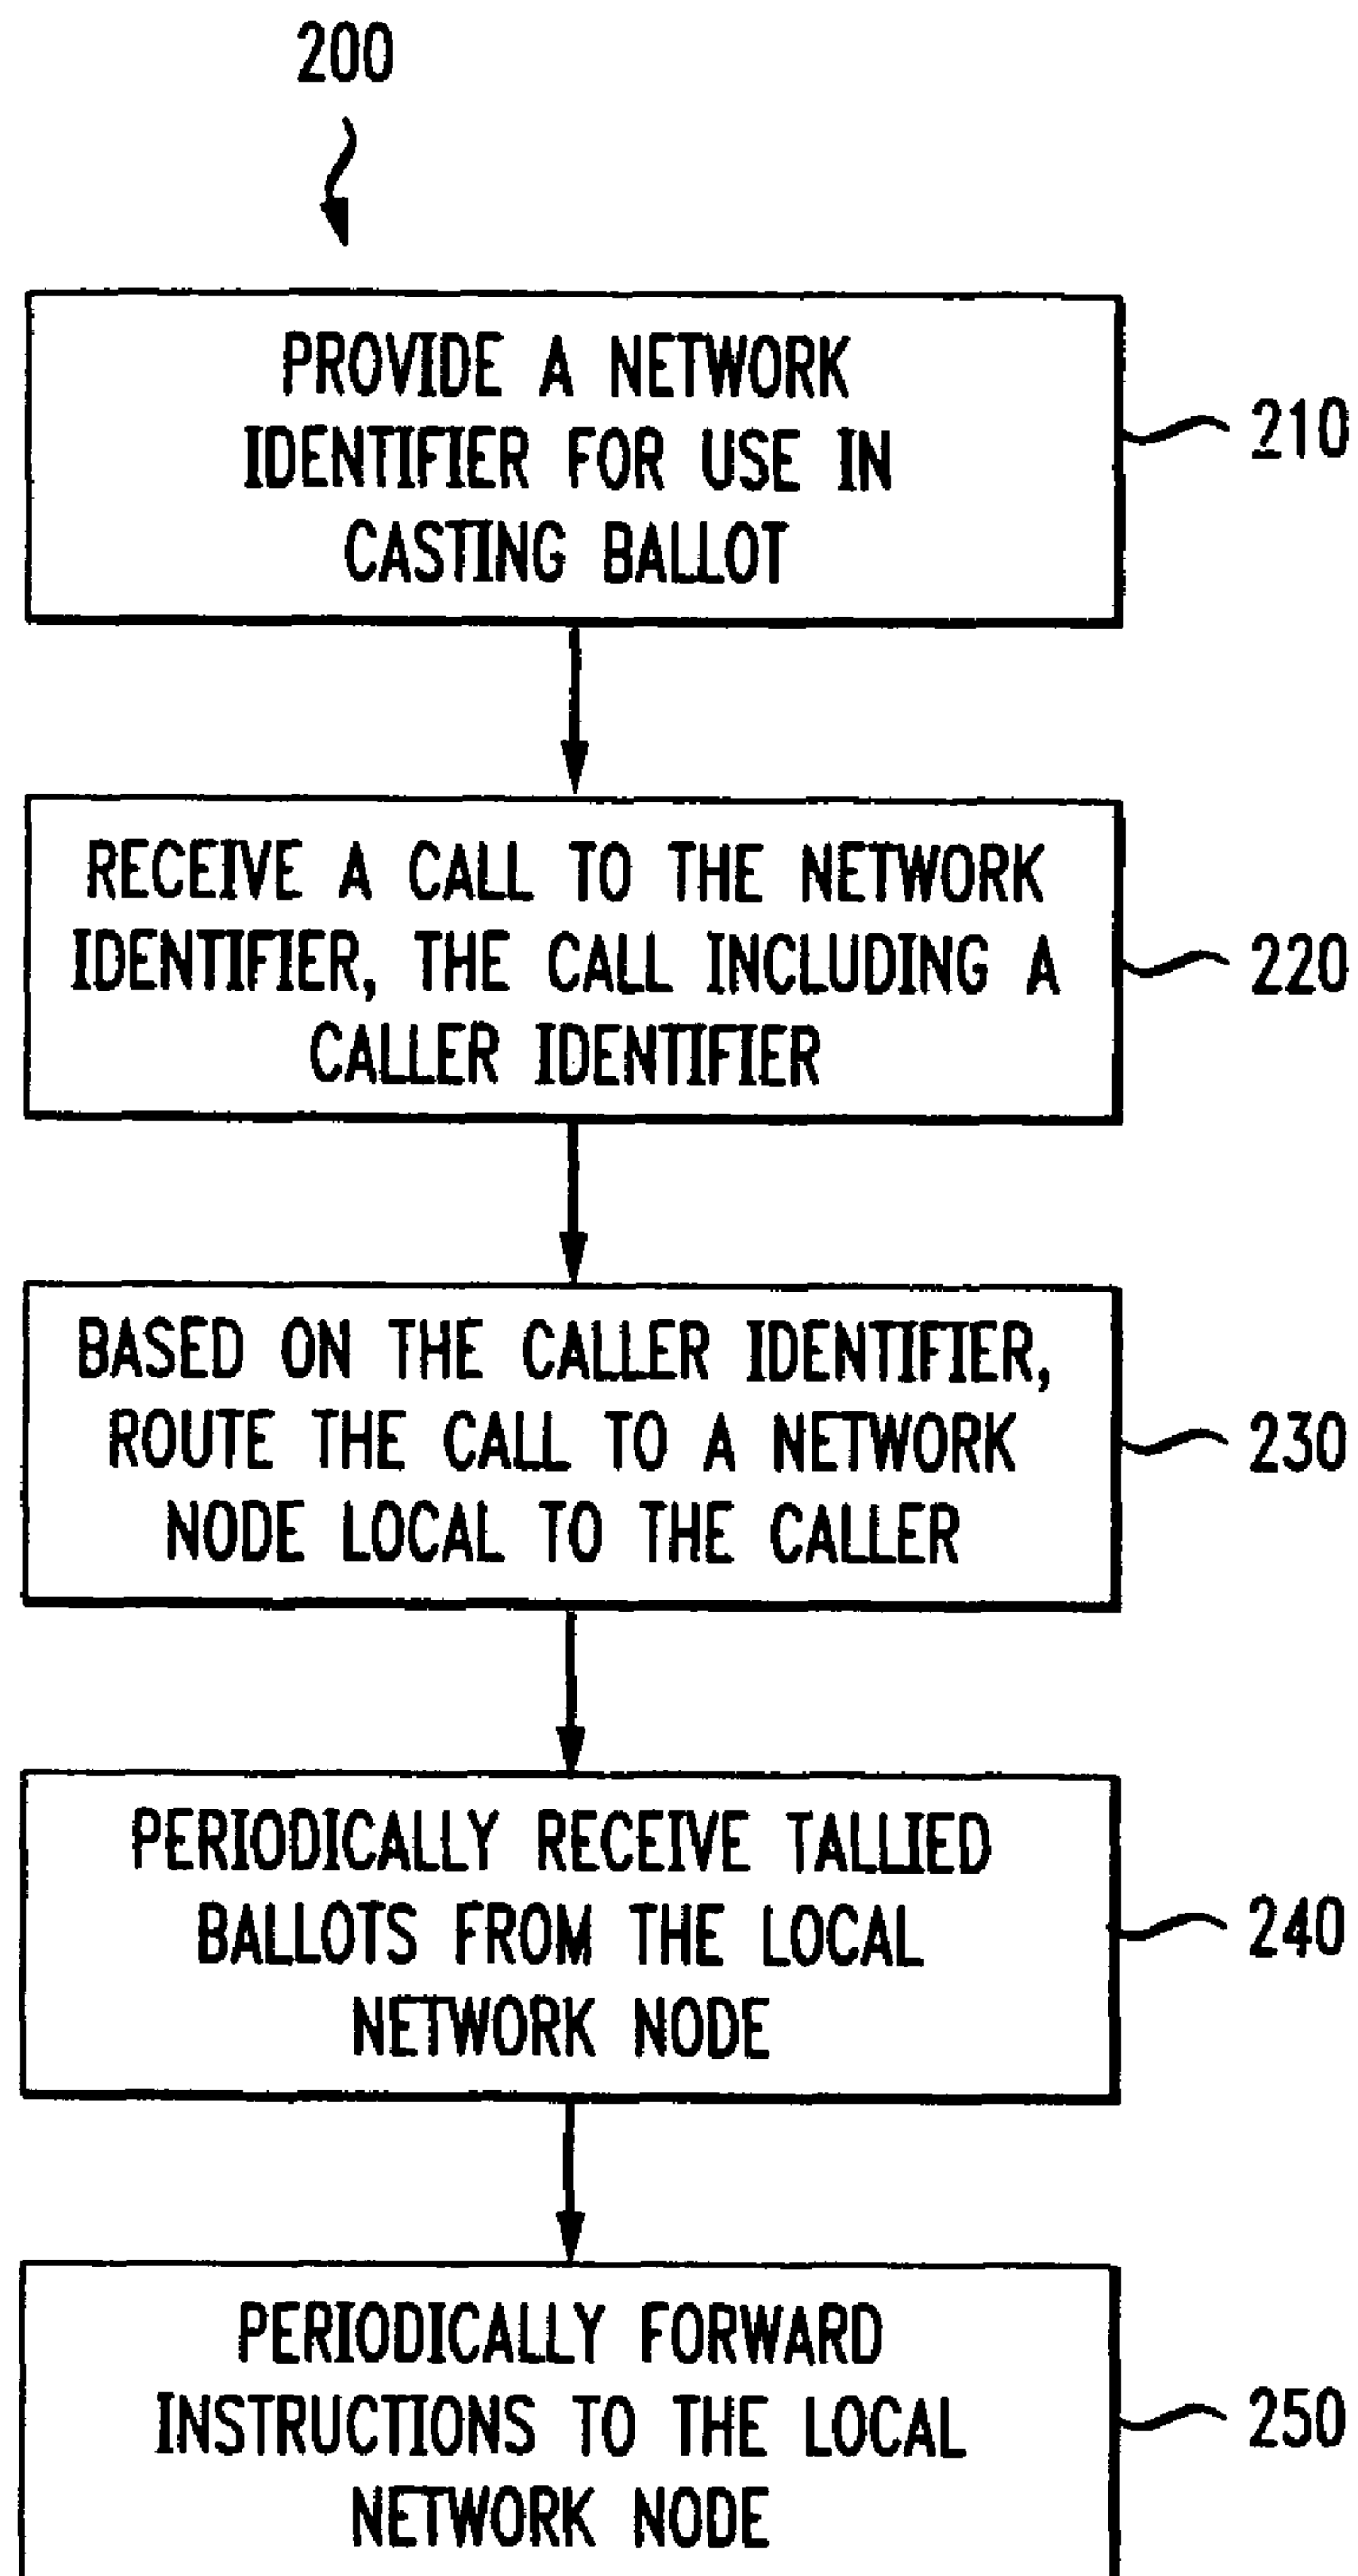 200
PROVIDE A NETWORK
IDENTIFIER FOR USE IN
CASTING BALLOT
210
RECEIVE A CALL TO THE NETWORK
IDENTIFIER, THE CALL INCLUDING A
CALLER IDENTIFIER
220
BASED ON THE CALLER IDENTIFIER,
ROUTE THE CALL TO A NETWORK
NODE LOCAL TO THE CALLER
230
PERIODICALLY RECEIVE TALLIED
BALLOTS FROM THE LOCAL
NETWORK NODE
240
PERIODICALLY FORWARD
INSTRUCTIONS TO THE LOCAL
NETWORK NODE
250